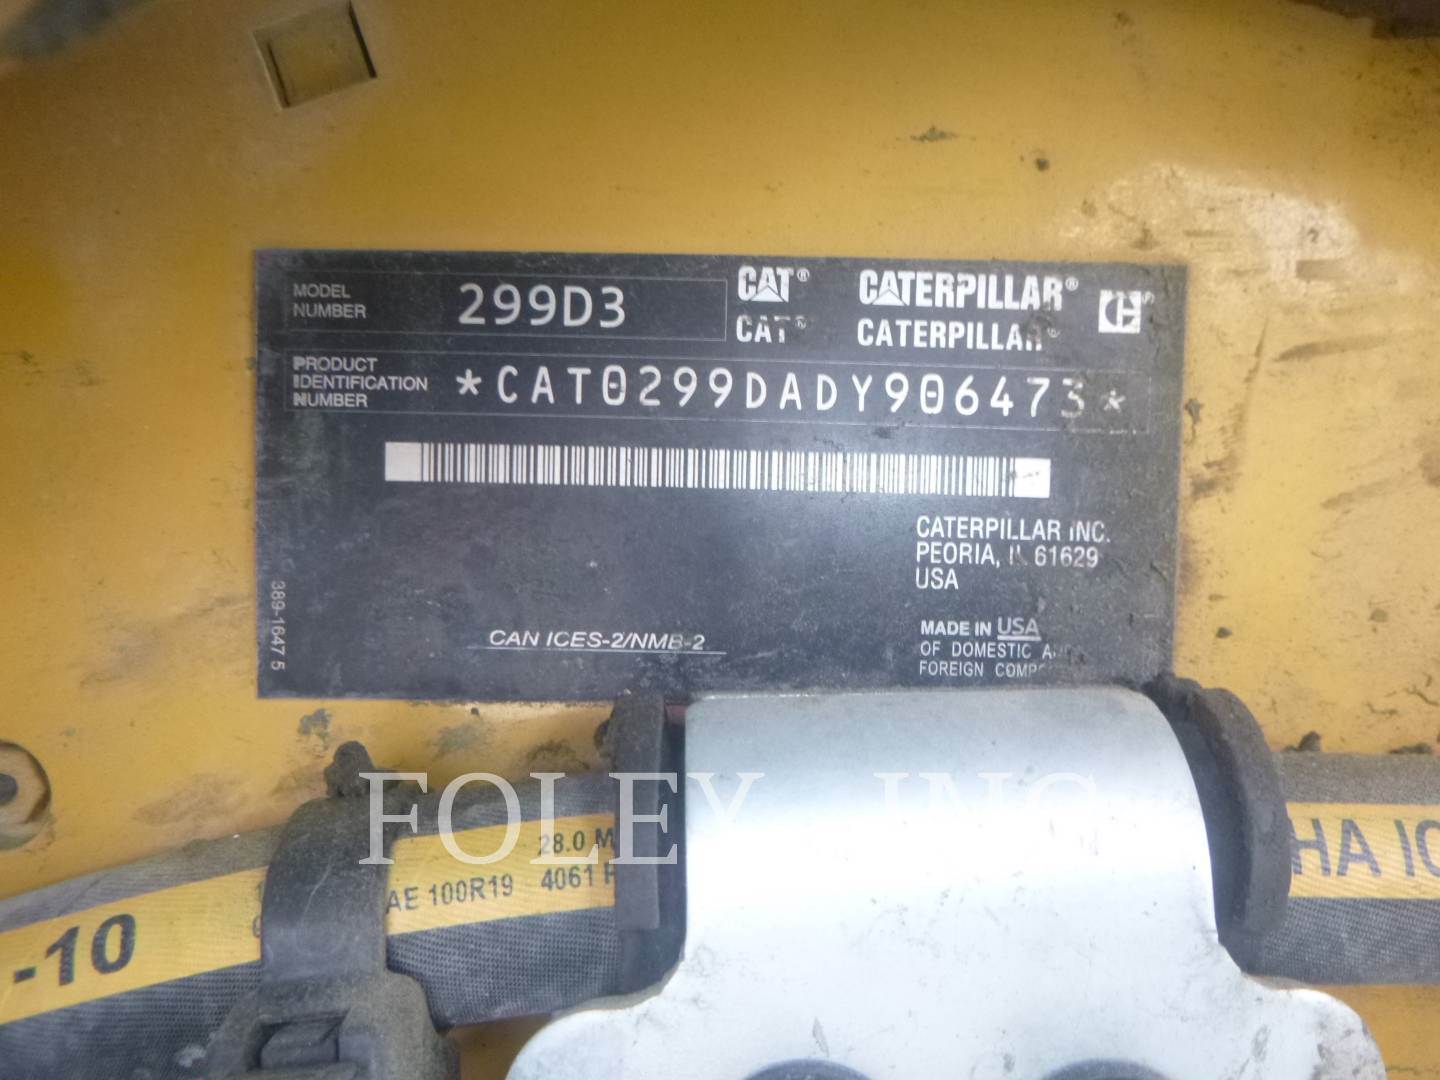 MODEL NUMBER 299D3
CAT® CATERPILLAR®
CAT® CATERPILLAR®
PRODUCT IDENTIFICATION NUMBER *CAT0299DADY906473*
CATERPILLAR INC.
PEORIA, IL 61629
USA
MADE IN USA
OF DOMESTIC
FOREIGN
CAN ICES-2/NMB-2
389-1647 5
FOLEY, INC.
28.0 M
AE 100R19 4061
-10
HA